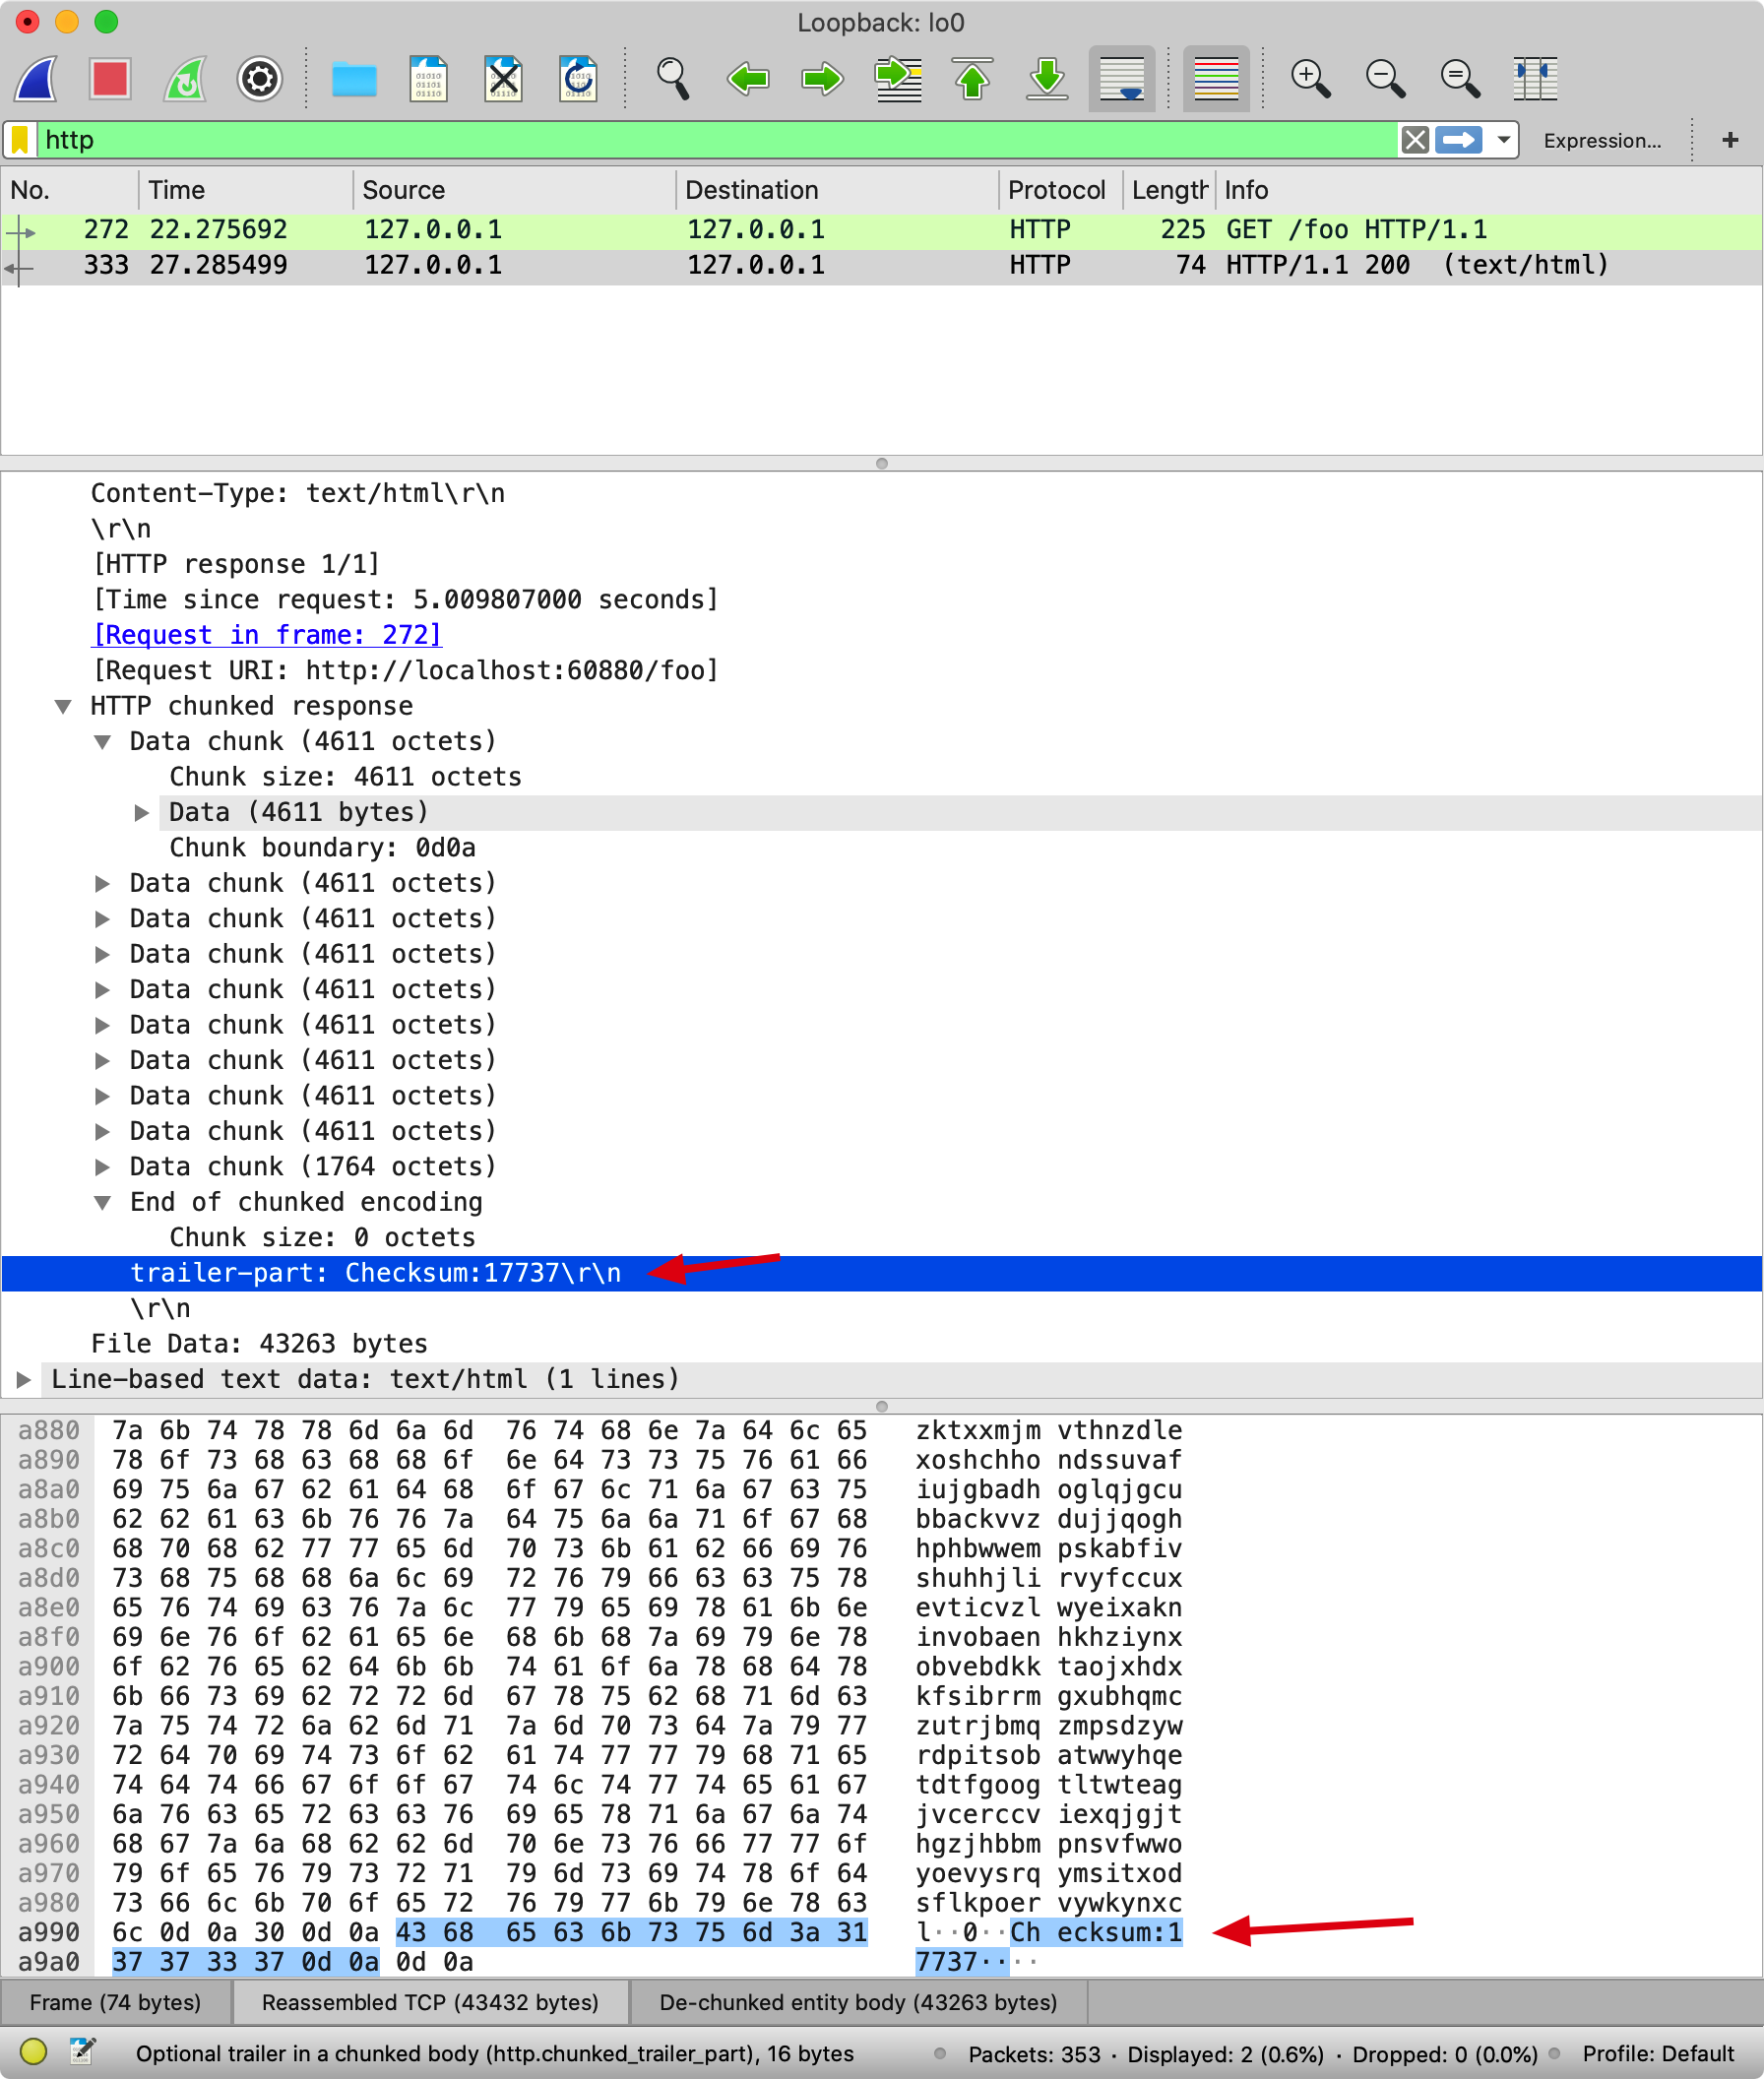 Loopback: lo0
http
Expression...
+
No. Time Source Destination Protocol Length Info
272 22.275692 127.0.0.1 127.0.0.1 HTTP 225 GET /foo HTTP/1.1
333 27.285499 127.0.0.1 127.0.0.1 HTTP 74 HTTP/1.1 200  (text/html)
Content-Type: text/html\r\n
\r\n
[HTTP response 1/1]
[Time since request: 5.009807000 seconds]
[Request in frame: 272]
[Request URI: http://localhost:60880/foo]
HTTP chunked response
Data chunk (4611 octets)
Chunk size: 4611 octets
Data (4611 bytes)
Chunk boundary: 0d0a
Data chunk (4611 octets)
Data chunk (4611 octets)
Data chunk (4611 octets)
Data chunk (4611 octets)
Data chunk (4611 octets)
Data chunk (4611 octets)
Data chunk (4611 octets)
Data chunk (4611 octets)
Data chunk (1764 octets)
End of chunked encoding
Chunk size: 0 octets
trailer-part: Checksum:17737\r\n
\r\n
File Data: 43263 bytes
Line-based text data: text/html (1 lines)
a880 7a 6b 74 78 78 6d 6a 6d 76 74 68 6e 7a 64 6c 65 zktxxmjm vthnzdle
a890 78 6f 73 68 63 68 68 6f 6e 64 73 73 75 76 61 66 xoshchho ndssuvaf
a8a0 69 75 6a 67 62 61 64 68 6f 67 6c 71 6a 67 63 75 iujgbadh oglqjgcu
a8b0 62 62 61 63 6b 76 76 7a 64 75 6a 6a 71 6f 67 68 bbackvvz dujjqogh
a8c0 68 70 68 62 77 77 65 6d 70 73 6b 61 62 66 69 76 hphbwwem pskabfiv
a8d0 73 68 75 68 68 6a 6c 69 72 76 79 66 63 63 75 78 shuhhjli rvyfccux
a8e0 65 76 74 69 63 76 7a 6c 77 79 65 69 78 61 6b 6e evticvzl wyeixakn
a8f0 69 6e 76 6f 62 61 65 6e 68 6b 68 7a 69 79 6e 78 invobaen hkhziynx
a900 6f 62 76 65 62 64 6b 6b 74 61 6f 6a 78 68 64 78 obvebdkk taojxhdx
a910 6b 66 73 69 62 72 72 6d 67 78 75 62 68 71 6d 63 kfsibrrm gxubhqmc
a920 7a 75 74 72 6a 62 6d 71 7a 6d 70 73 64 7a 79 77 zutrjbmq zmpsdzyw
a930 72 64 70 69 74 73 6f 62 61 74 77 77 79 68 71 65 rdpitsob atwwyhqe
a940 74 64 74 66 67 6f 6f 67 74 6c 74 77 74 65 61 67 tdtfgoog tltwteag
a950 6a 76 63 65 72 63 63 76 69 65 78 71 6a 67 6a 74 jvcerccv iexqjgjt
a960 68 67 7a 6a 68 62 62 6d 70 6e 73 76 66 77 77 6f hgzjhbbm pnsvfwwo
a970 79 6f 65 76 79 73 72 71 79 6d 73 69 74 78 6f 64 yoevysrq ymsitxod
a980 73 66 6c 6b 70 6f 65 72 76 79 77 6b 79 6e 78 63 sflkpoer vywkynxc
a990 6c 0d 0a 30 0d 0a 43 68 65 63 6b 73 75 6d 3a 31 l··0··Ch ecksum:1
a9a0 37 37 33 37 0d 0a 0d 0a 7737····
Frame (74 bytes) Reassembled TCP (43432 bytes) De-chunked entity body (43263 bytes)
Optional trailer in a chunked body (http.chunked_trailer_part), 16 bytes Packets: 353 · Displayed: 2 (0.6%) · Dropped: 0 (0.0%) Profile: Default